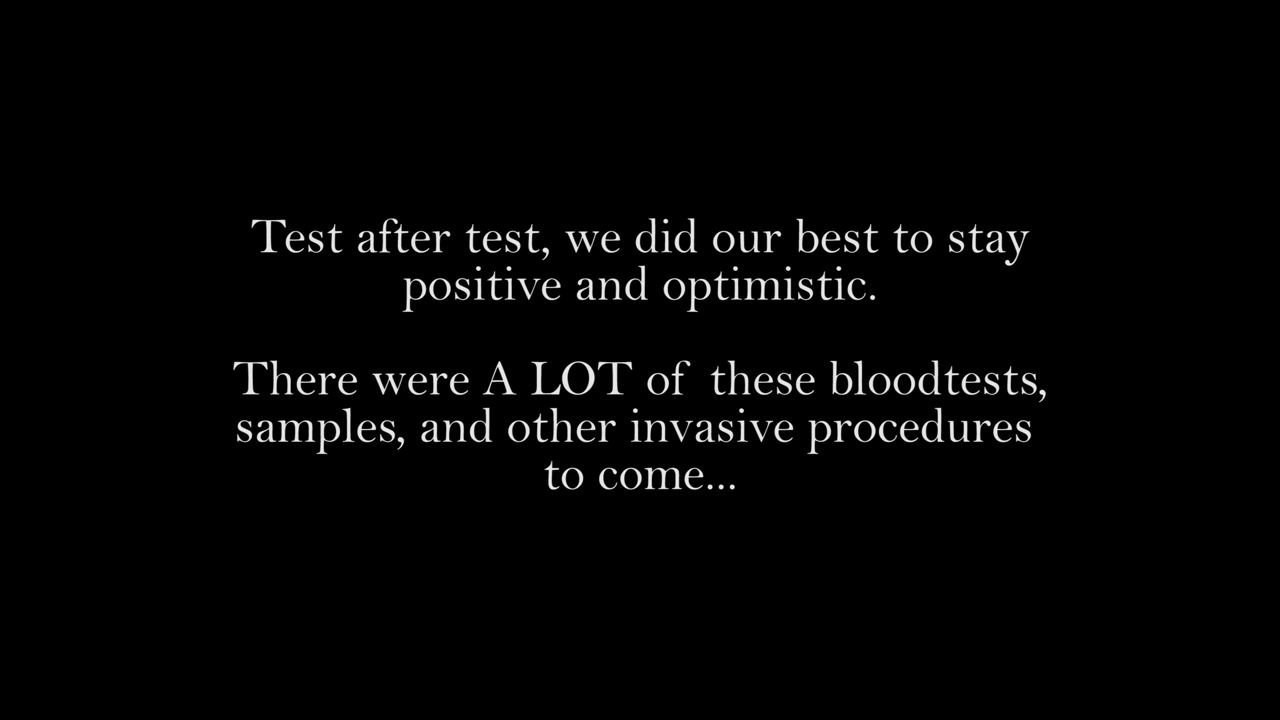 Test after test, we did our best to stay
positive and optimistic.
There were A LOT of  these bloodtests,
samples, and other invasive procedures
to come...